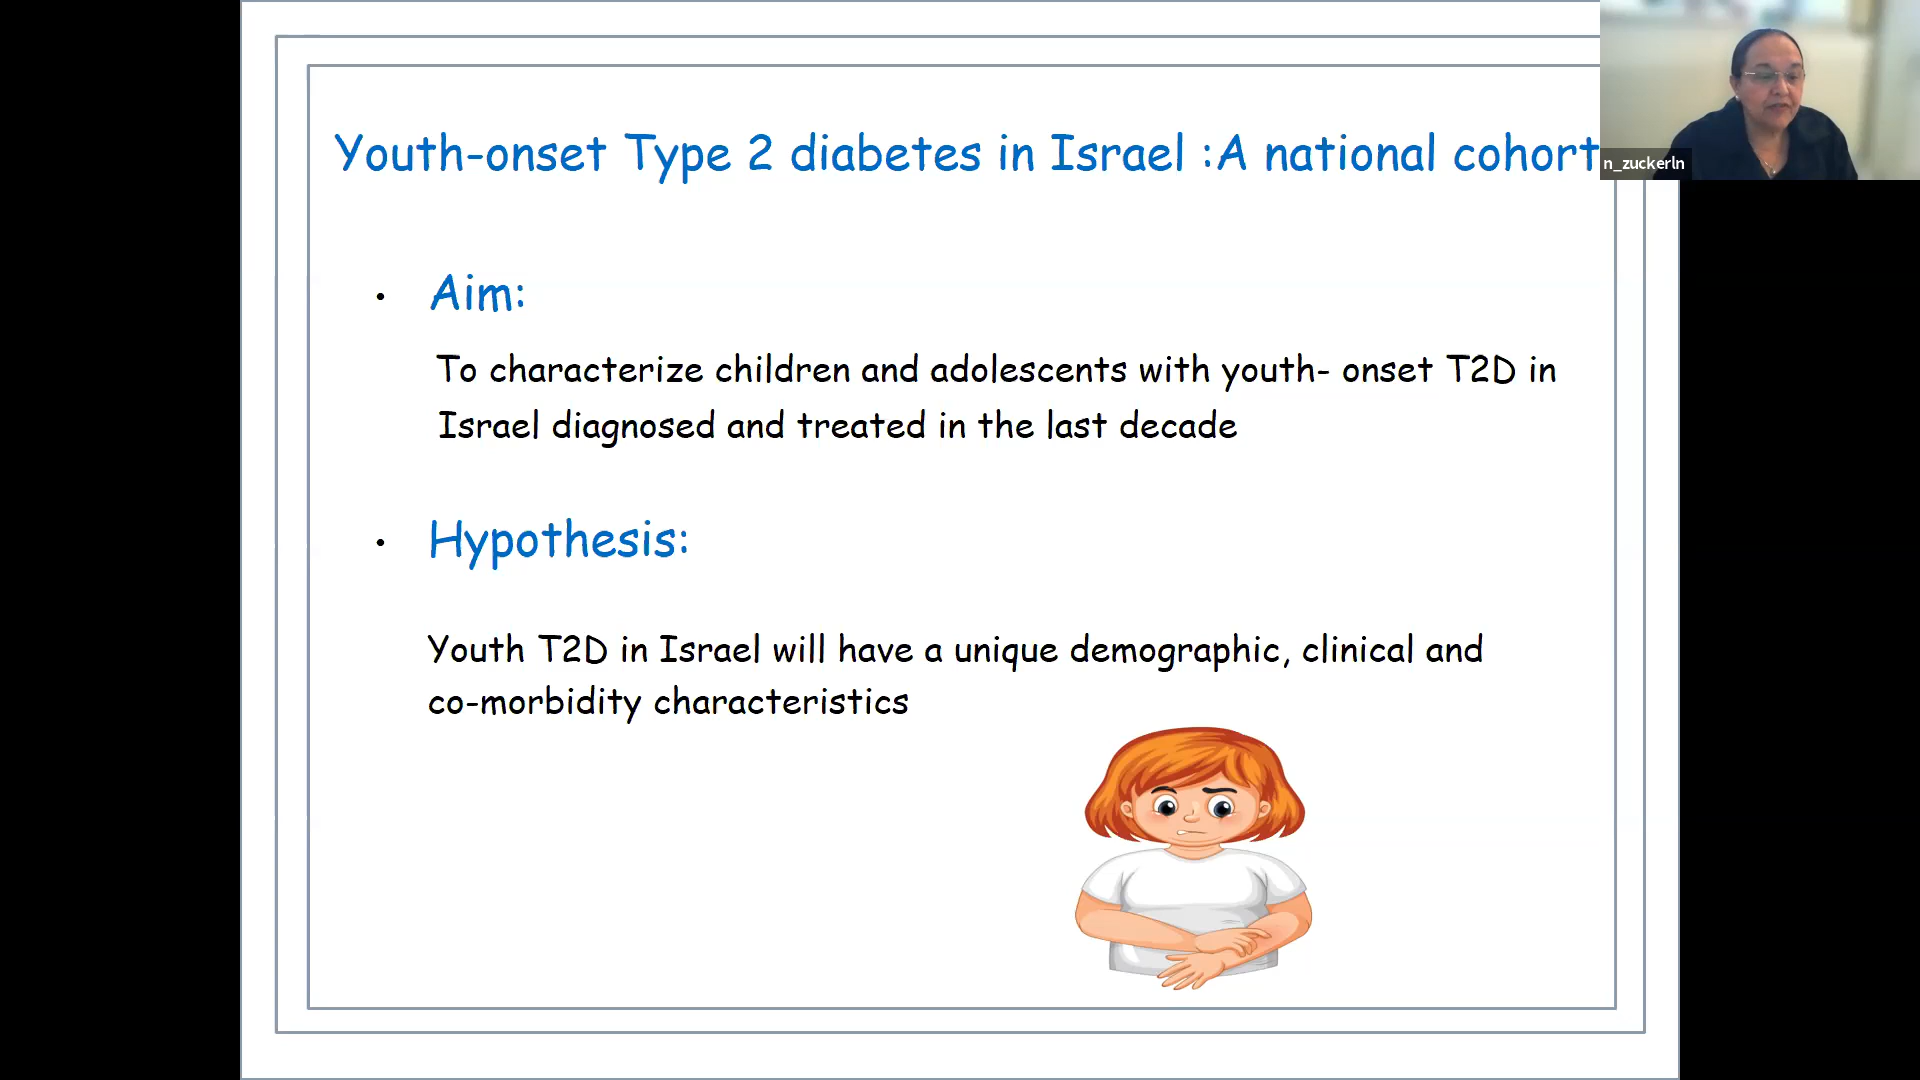 Youth-onset Type 2 diabetes in Israel :A national cohort
n_zuckerln
• Aim:
To characterize children and adolescents with youth- onset T2D in
Israel diagnosed and treated in the last decade
• Hypothesis:
Youth T2D in Israel will have a unique demographic, clinical and
co-morbidity characteristics